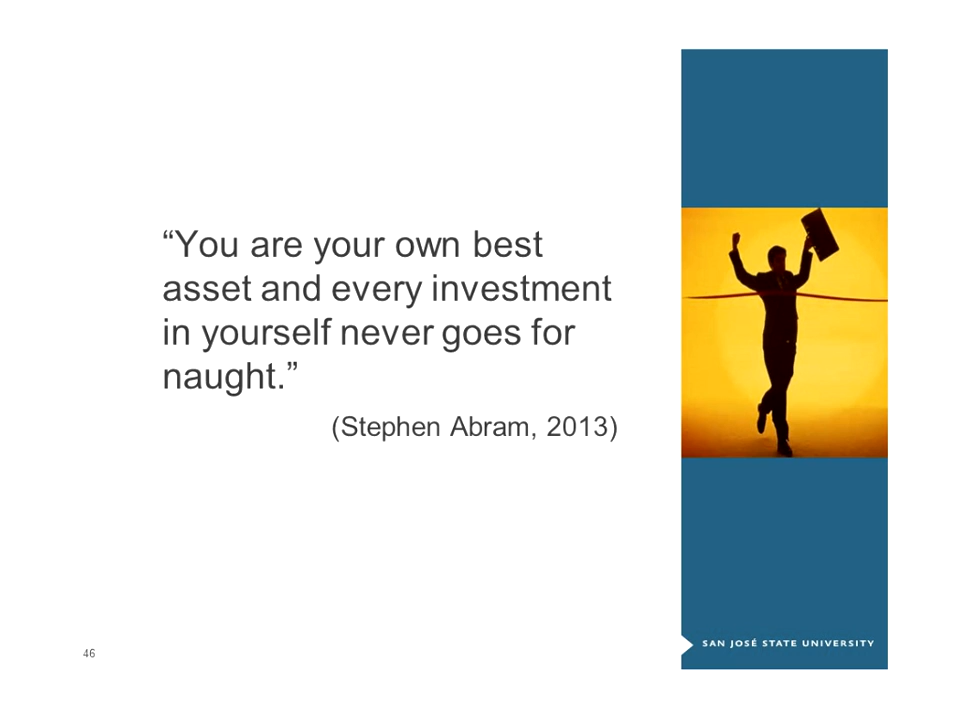 “You are your own best
asset and every investment
in yourself never goes for
naught.”
(Stephen Abram, 2013)
SAN JOSÉ STATE UNIVERSITY
46